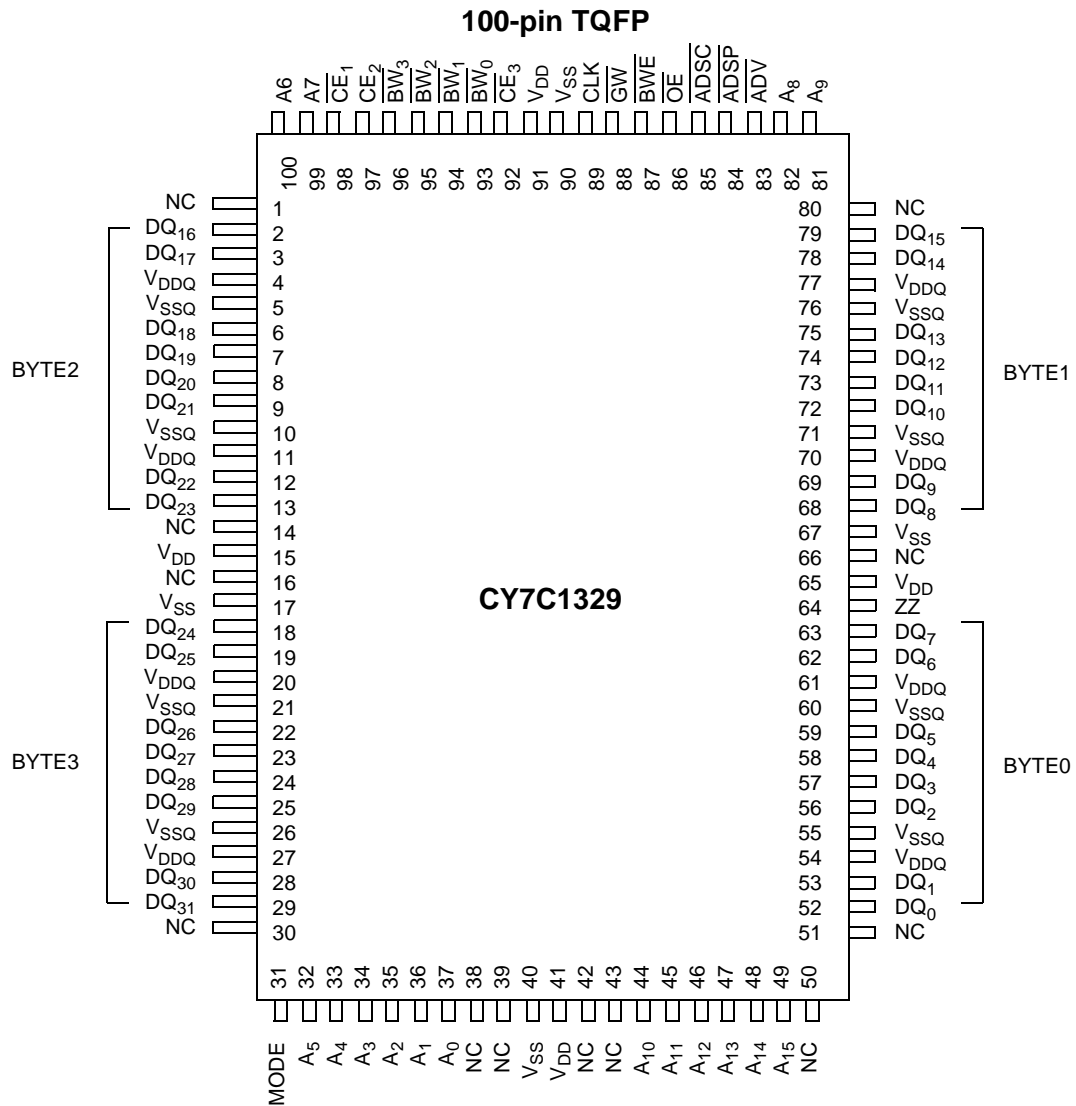 100-pin TQFP
A6
A7
CE1
CE2
BW3
BW2
BW1
BW0
CE3
VDD
VSS
CLK
GW
BWE
OE
ADSC
ADSP
ADV
A8
A9
100
99
98
97
96
95
94
93
92
91
90
89
88
87
86
85
84
83
82
81
NC 1
DQ16 2
DQ17 3
VDDQ 4
VSSQ 5
DQ18 6
DQ19 7
DQ20 8
DQ21 9
VSSQ 10
VDDQ 11
DQ22 12
DQ23 13
NC 14
VDD 15
NC 16
VSS 17
DQ24 18
DQ25 19
VDDQ 20
VSSQ 21
DQ26 22
DQ27 23
DQ28 24
DQ29 25
VSSQ 26
VDDQ 27
DQ30 28
DQ31 29
NC 30
BYTE2
BYTE3
CY7C1329
80 NC
79 DQ15
78 DQ14
77 VDDQ
76 VSSQ
75 DQ13
74 DQ12
73 DQ11
72 DQ10
71 VSSQ
70 VDDQ
69 DQ9
68 DQ8
67 VSS
66 NC
65 VDD
64 ZZ
63 DQ7
62 DQ6
61 VDDQ
60 VSSQ
59 DQ5
58 DQ4
57 DQ3
56 DQ2
55 VSSQ
54 VDDQ
53 DQ1
52 DQ0
51 NC
BYTE1
BYTE0
31
32
33
34
35
36
37
38
39
40
41
42
43
44
45
46
47
48
49
50
MODE
A5
A4
A3
A2
A1
A0
NC
NC
VSS
VDD
NC
NC
A10
A11
A12
A13
A14
A15
NC